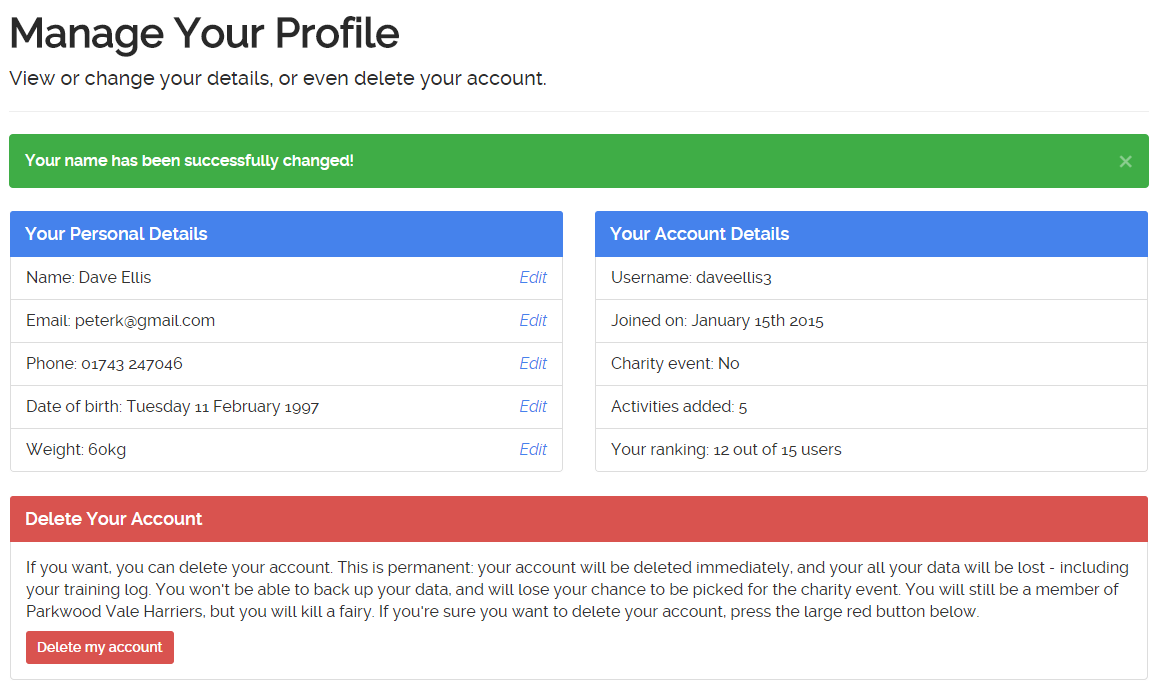 Manage Your Profile
View or change your details, or even delete your account.
Your name has been successfully changed!
×
Your Personal Details
Name: Dave Ellis Edit
Email: peterk@gmail.com Edit
Phone: 01743 247046 Edit
Date of birth: Tuesday 11 February 1997 Edit
Weight: 60kg Edit
Your Account Details
Username: daveellis3
Joined on: January 15th 2015
Charity event: No
Activities added: 5
Your ranking: 12 out of 15 users
Delete Your Account
If you want, you can delete your account. This is permanent: your account will be deleted immediately, and your all your data will be lost - including
your training log. You won't be able to back up your data, and will lose your chance to be picked for the charity event. You will still be a member of
Parkwood Vale Harriers, but you will kill a fairy. If you're sure you want to delete your account, press the large red button below.
Delete my account